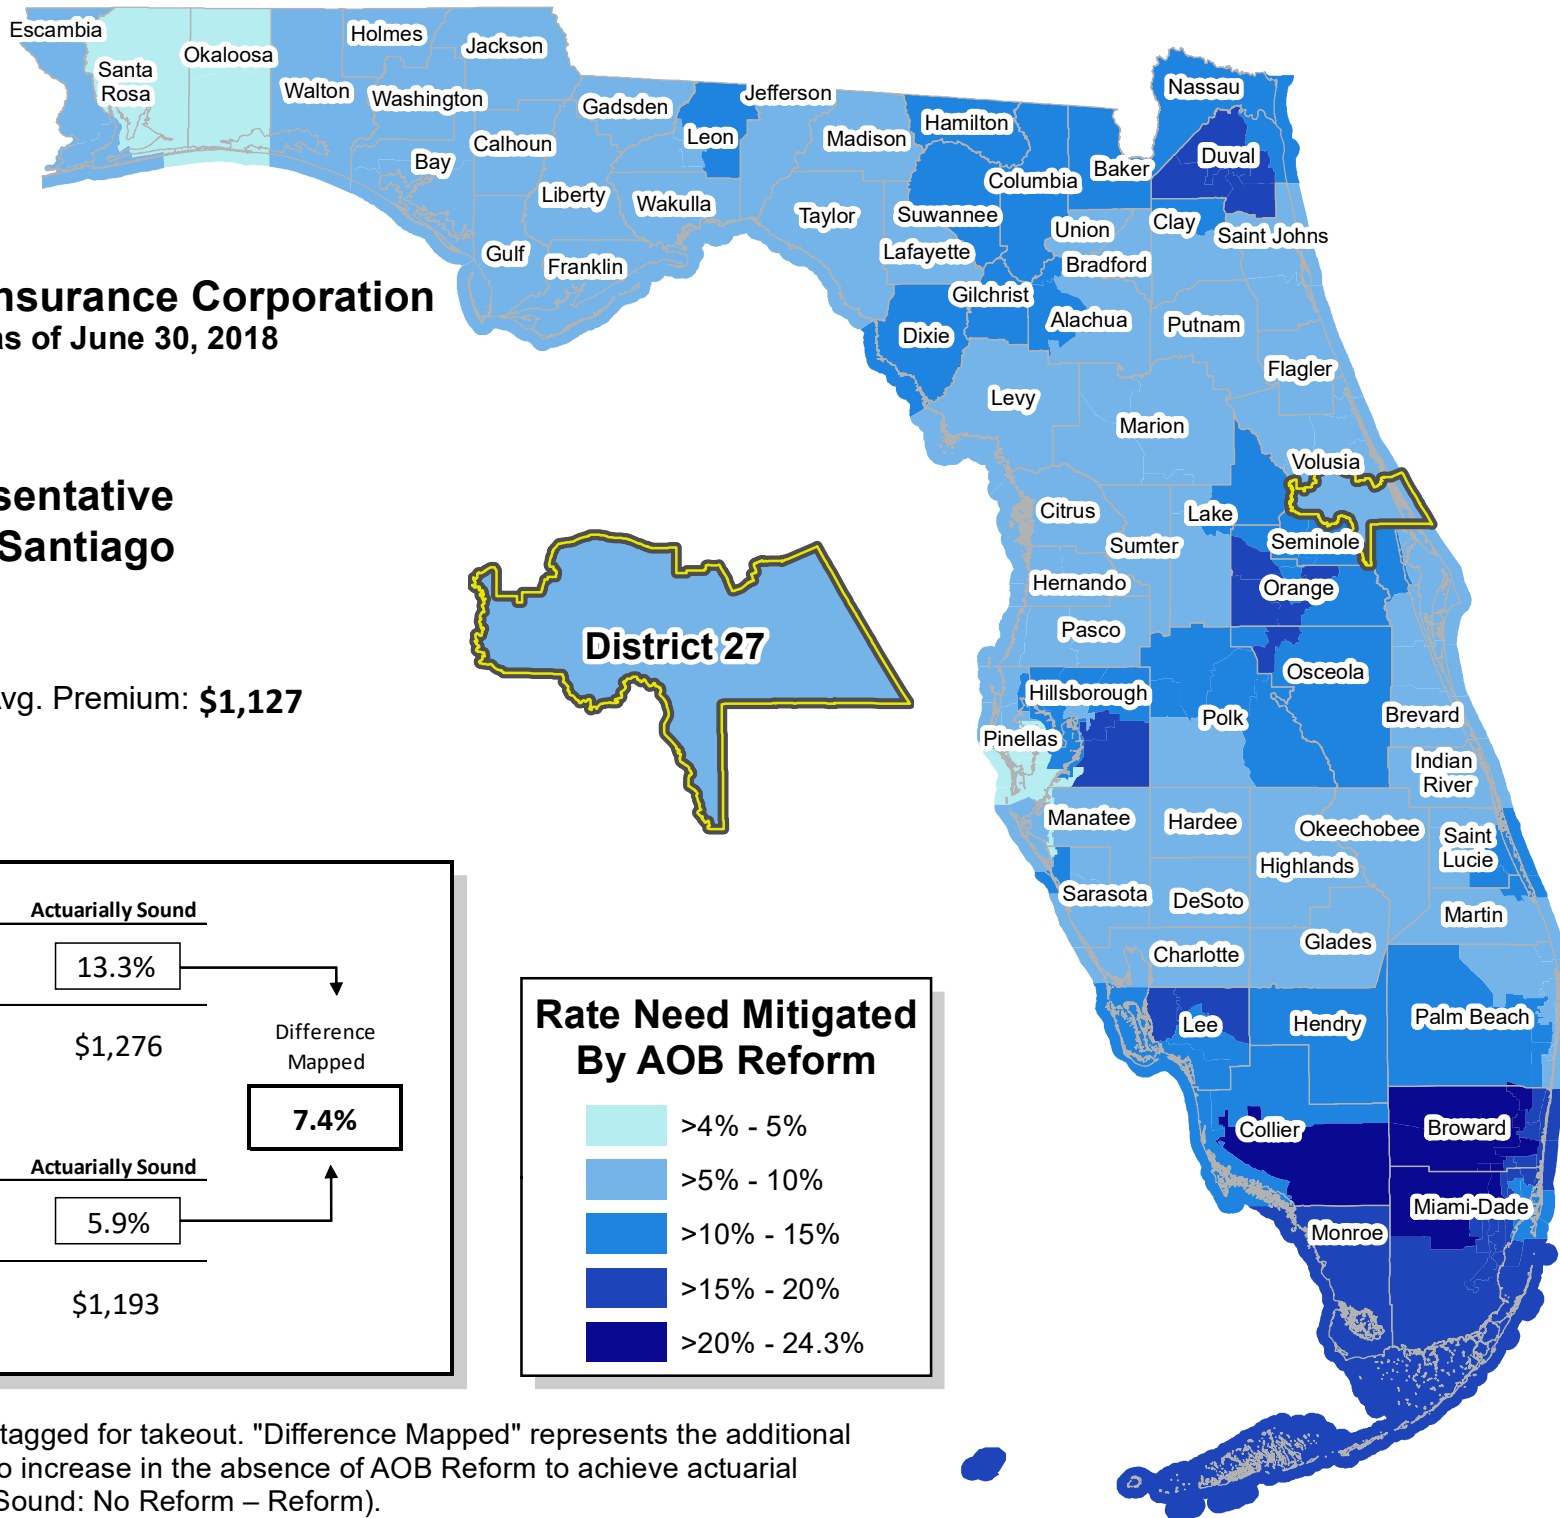 Escambia
Santa
Rosa
Okaloosa
Holmes
Jackson
Walton
Washington
Gadsden
Jefferson
Leon
Madison
Hamilton
Nassau
Duval
Baker
Columbia
Calhoun
Bay
Liberty
Wakulla
Taylor
Suwannee
Lafayette
Union
Clay
Saint Johns
Bradford
Gulf
Franklin
Gilchrist
Dixie
Alachua
Putnam
Flagler
Levy
Marion
Volusia
Citrus
Lake
Sumter
Seminole
Hernando
Orange
Pasco
Osceola
Hillsborough
Polk
Brevard
Pinellas
Indian
River
Manatee
Hardee
Okeechobee
Saint
Lucie
Highlands
Sarasota
DeSoto
Martin
Charlotte
Glades
Lee
Hendry
Palm Beach
Collier
Broward
Miami-Dade
Monroe
nsurance Corporation
as of June 30, 2018
sentative
Santiago
District 27
vg. Premium: $1,127
Actuarially Sound
13.3%
$1,276
Difference
Mapped
7.4%
Actuarially Sound
5.9%
$1,193
Rate Need Mitigated
By AOB Reform
>4% - 5%
>5% - 10%
>10% - 15%
>15% - 20%
>20% - 24.3%
tagged for takeout. "Difference Mapped" represents the additional
o increase in the absence of AOB Reform to achieve actuarial
Sound: No Reform – Reform).